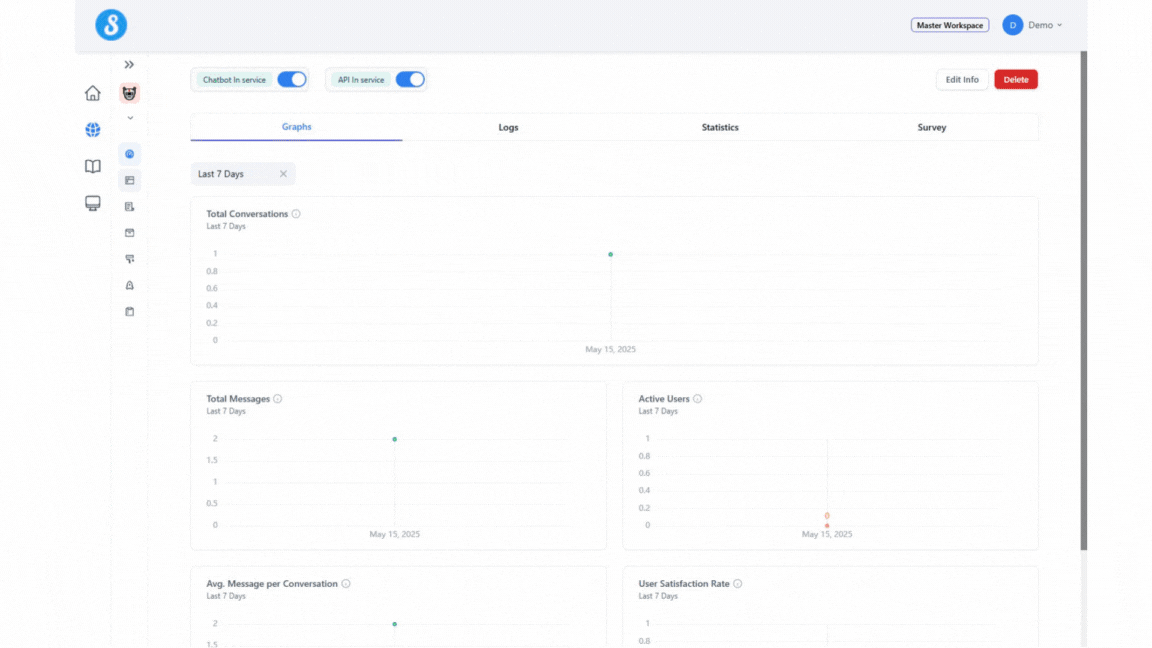 Master Workspace
D
Demo
Chatbot In service
API In service
Edit Info
Delete
Graphs
Logs
Statistics
Survey
Last 7 Days
Total Conversations
Last 7 Days
1
0.8
0.6
0.4
0.2
0
May 15, 2025
Total Messages
Last 7 Days
2
1.5
1
0.5
0
May 15, 2025
Active Users
Last 7 Days
1
0.8
0.6
0.4
0.2
0
0
May 15, 2025
Avg. Message per Conversation
Last 7 Days
2
1.5
User Satisfaction Rate
Last 7 Days
1
0.8